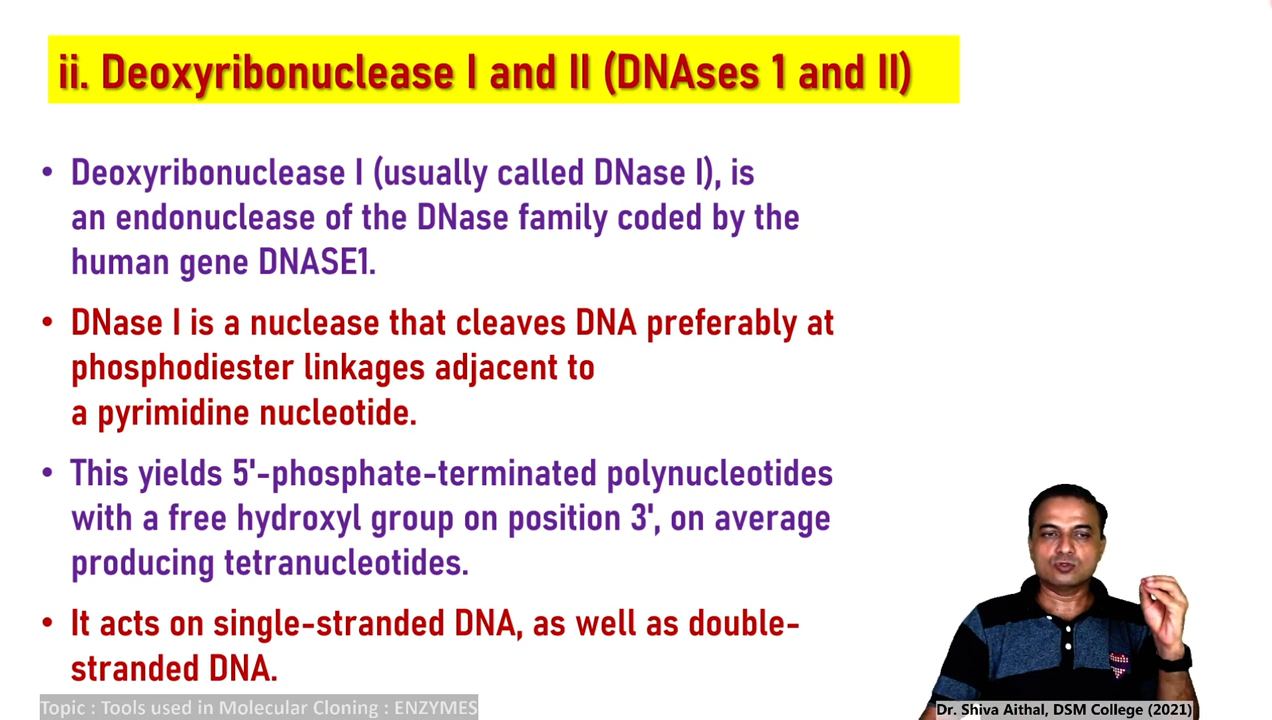 ii. Deoxyribonuclease I and II (DNAses 1 and II)
• Deoxyribonuclease I (usually called DNase I), is
an endonuclease of the DNase family coded by the
human gene DNASE1.
• DNase I is a nuclease that cleaves DNA preferably at
phosphodiester linkages adjacent to
a pyrimidine nucleotide.
• This yields 5'-phosphate-terminated polynucleotides
with a free hydroxyl group on position 3', on average
producing tetranucleotides.
• It acts on single-stranded DNA, as well as double-
stranded DNA.
Topic : Tools used in Molecular Cloning : ENZYMES
Dr. Shiva Aithal, DSM College (2021)